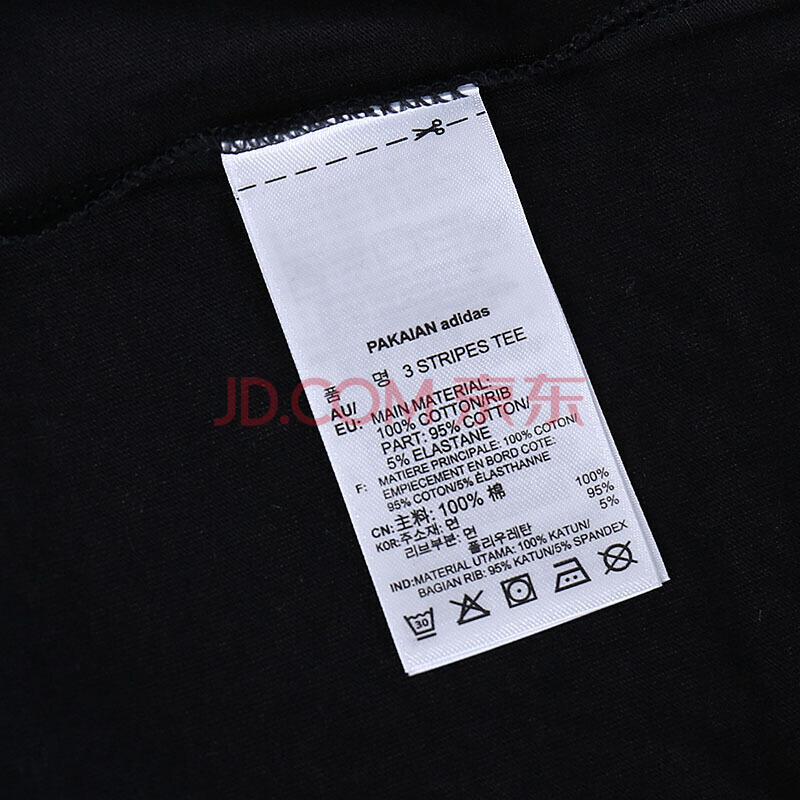 PAKAIAN adidas
품 명 3 STRIPES TEE
AU/ MAIN MATERIAL:
EU: 100% COTTON/RIB
PART: 95% COTTON/
5% ELASTANE
F: MATIERE PRINCIPALE: 100% COTON/
EMPIECEMENT EN BORD COTE:
95% COTON/5% ÉLASTHANNE
CN: 主料: 100% 棉
KOR: 주소재: 면 100%
리브부분: 면 95%
폴리우레탄 5%
IND: MATERIAL UTAMA: 100% KATUN/
BAGIAN RIB: 95% KATUN/5% SPANDEX
30
JD.COM 京东